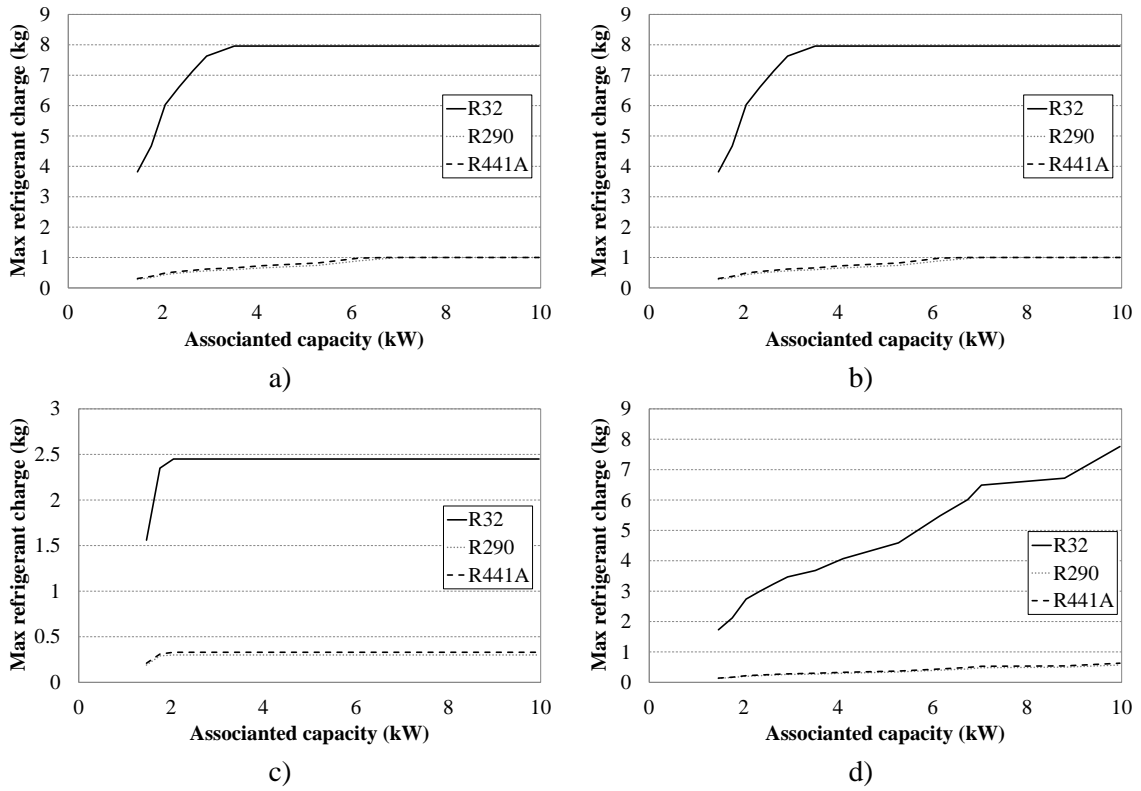 9
8
7
6
5
4
3
2
1
0
Max refrigerant charge (kg)
R32
R290
R441A
0 2 4 6 8 10
Associanted capacity (kW)
a)
9
8
7
6
5
4
3
2
1
0
Max refrigerant charge (kg)
R32
R290
R441A
0 2 4 6 8 10
Associanted capacity (kW)
b)
3
2.5
2
1.5
1
0.5
0
Max refrigerant charge (kg)
R32
R290
R441A
0 2 4 6 8 10
Associanted capacity (kW)
c)
9
8
7
6
5
4
3
2
1
0
Max refrigerant charge (kg)
R32
R290
R441A
0 2 4 6 8 10
Associanted capacity (kW)
d)